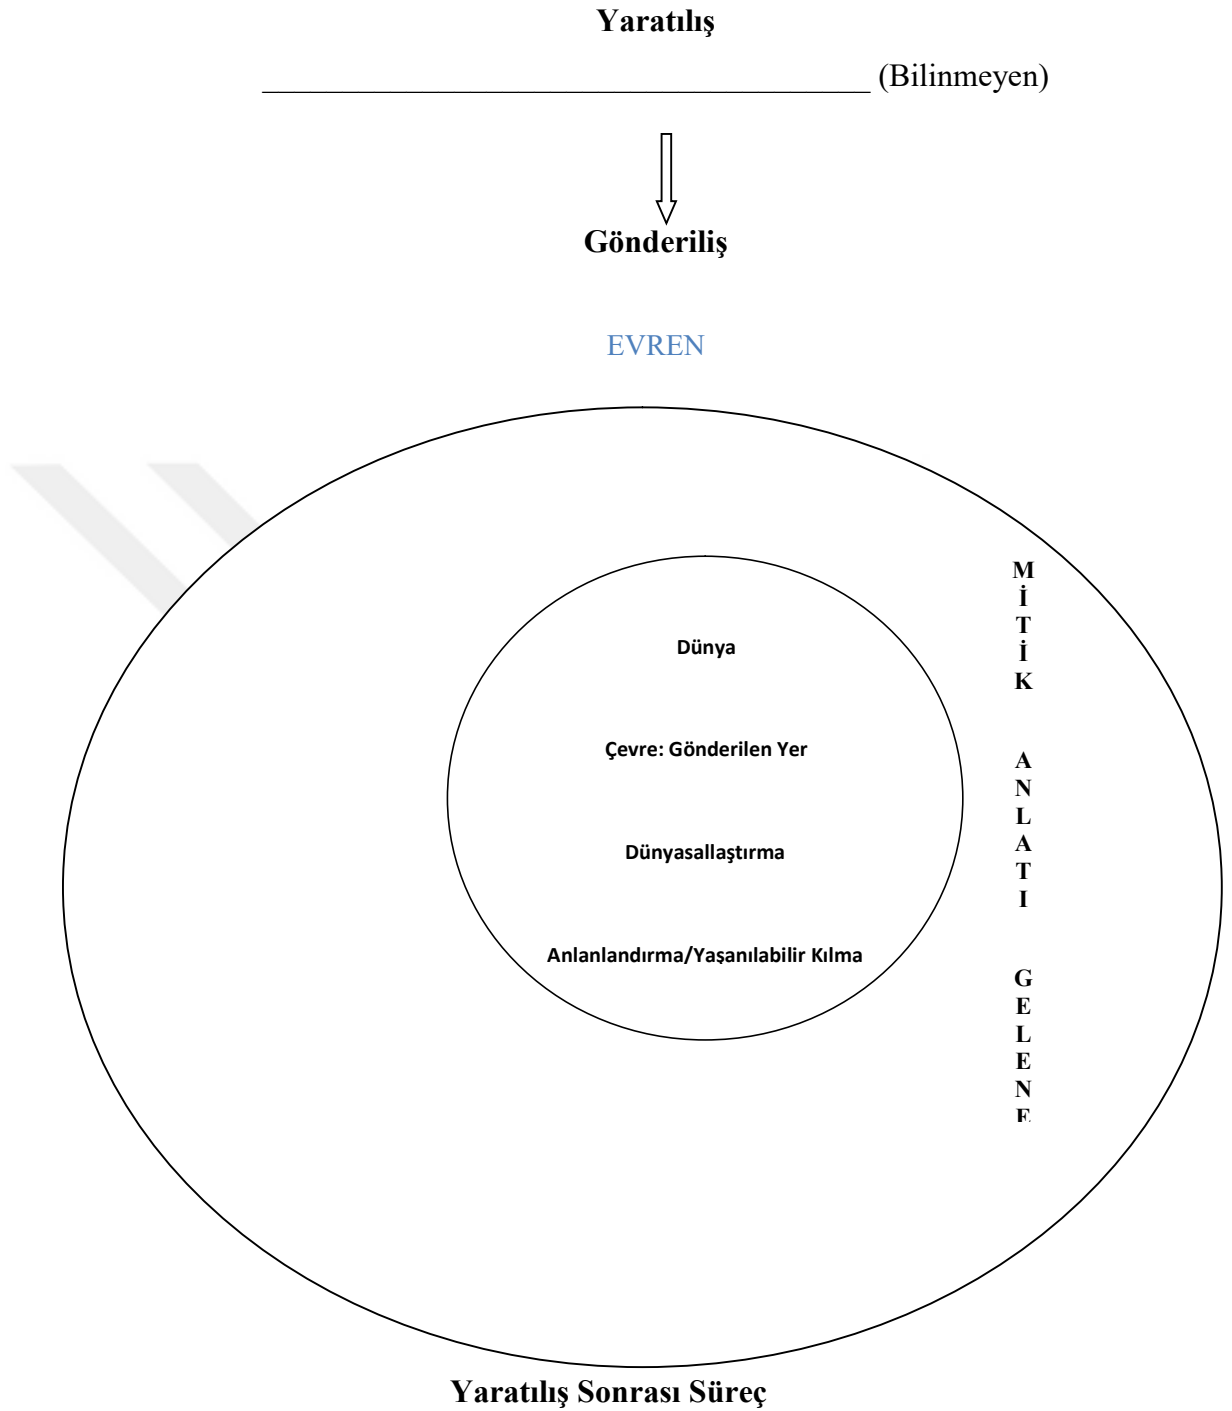 Yaratılış
(Bilinmeyen)
Gönderiliş
EVREN
Dünya
Çevre: Gönderilen Yer
Dünyasallaştırma
Anlanlandırma/Yaşanılabilir Kılma
MİTİK ANLATI GELENE
Yaratılış Sonrası Süreç